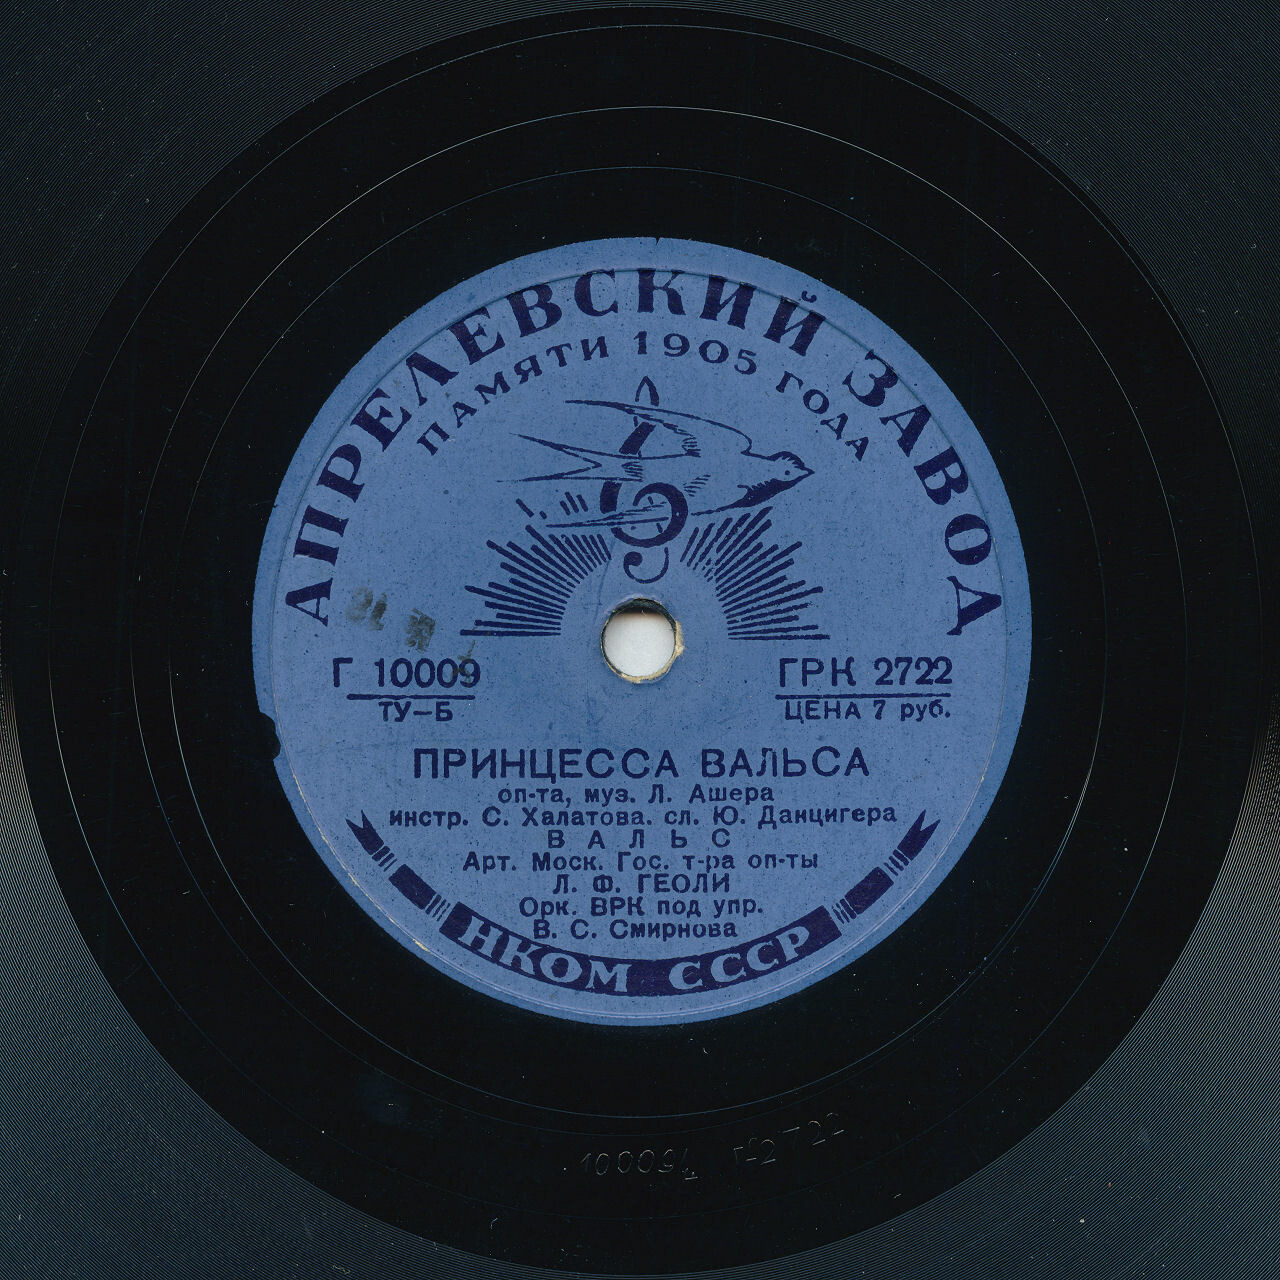 АПРЕЛЕВСКИЙ ЗАВОД
ПАМЯТИ 1905 ГОДА
Г 10009
ТУ—Б
ГРК 2722
ЦЕНА 7 руб.
ПРИНЦЕССА ВАЛЬСА
оп-та, муз. Л. Ашера
инстр. С. Халатова. сл. Ю. Данцигера
ВАЛЬС
Арт. Моск. Гос. т-ра оп-ты
Л. Ф. ГЕОЛИ
Орк. ВРК под упр.
В. С. Смирнова
НКОМ СССР